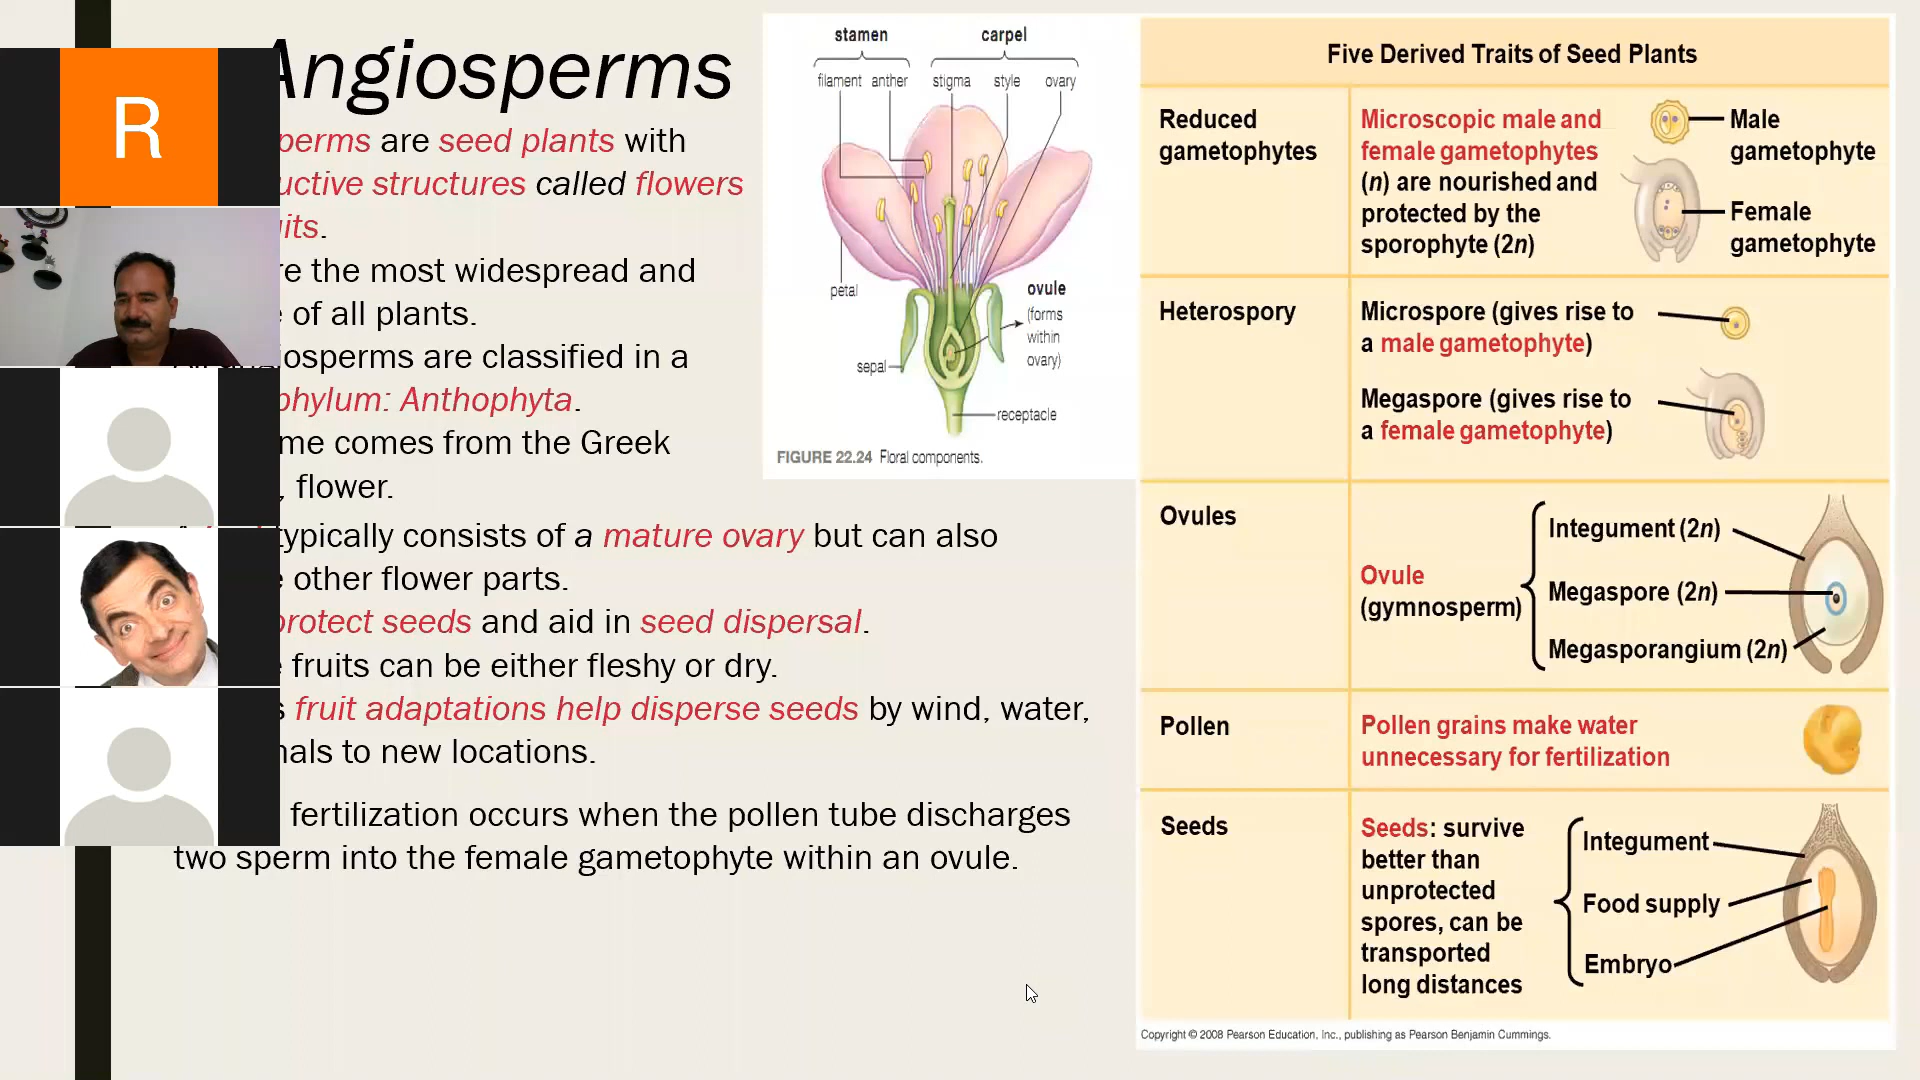 R
Angiosperms
perms are seed plants with
uctive structures called flowers
its.
re the most widespread and
of all plants.
iosperms are classified in a
phylum: Anthophyta.
me comes from the Greek
, flower.
typically consists of a mature ovary but can also
other flower parts.
protect seeds and aid in seed dispersal.
fruits can be either fleshy or dry.
s fruit adaptations help disperse seeds by wind, water,
nals to new locations.
fertilization occurs when the pollen tube discharges
two sperm into the female gametophyte within an ovule.
stamen
carpel
filament anther stigma style ovary
petal
ovule
(forms
within
ovary)
sepal
receptacle
FIGURE 22.24 Floral components.
Five Derived Traits of Seed Plants
Reduced
gametophytes
Microscopic male and
female gametophytes
(n) are nourished and
protected by the
sporophyte (2n)
Male
gametophyte
Female
gametophyte
Heterospory
Microspore (gives rise to
a male gametophyte)
Megaspore (gives rise to
a female gametophyte)
Ovules
Ovule
(gymnosperm)
Integument (2n)
Megaspore (2n)
Megasporangium (2n)
Pollen
Pollen grains make water
unnecessary for fertilization
Seeds
Seeds: survive
better than
unprotected
spores, can be
transported
long distances
Integument
Food supply
Embryo
Copyright © 2008 Pearson Education, Inc., publishing as Pearson Benjamin Cummings.